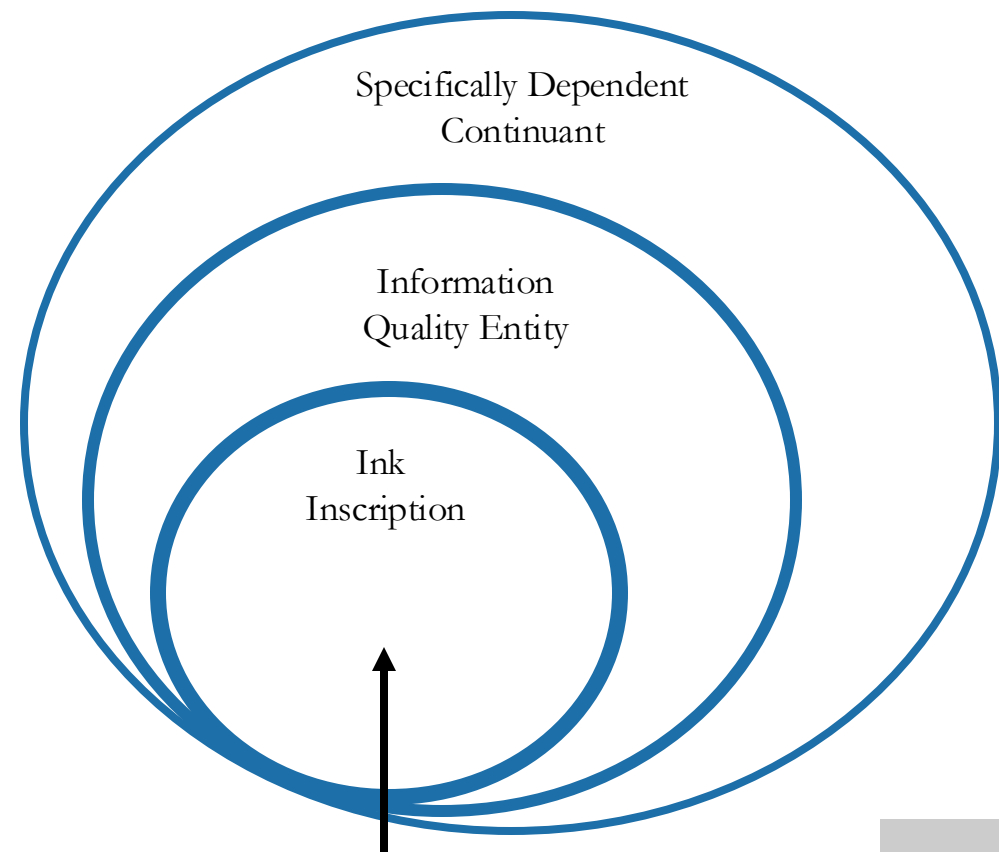 Specifically Dependent
Continuant
Information
Quality Entity
Ink
Inscription